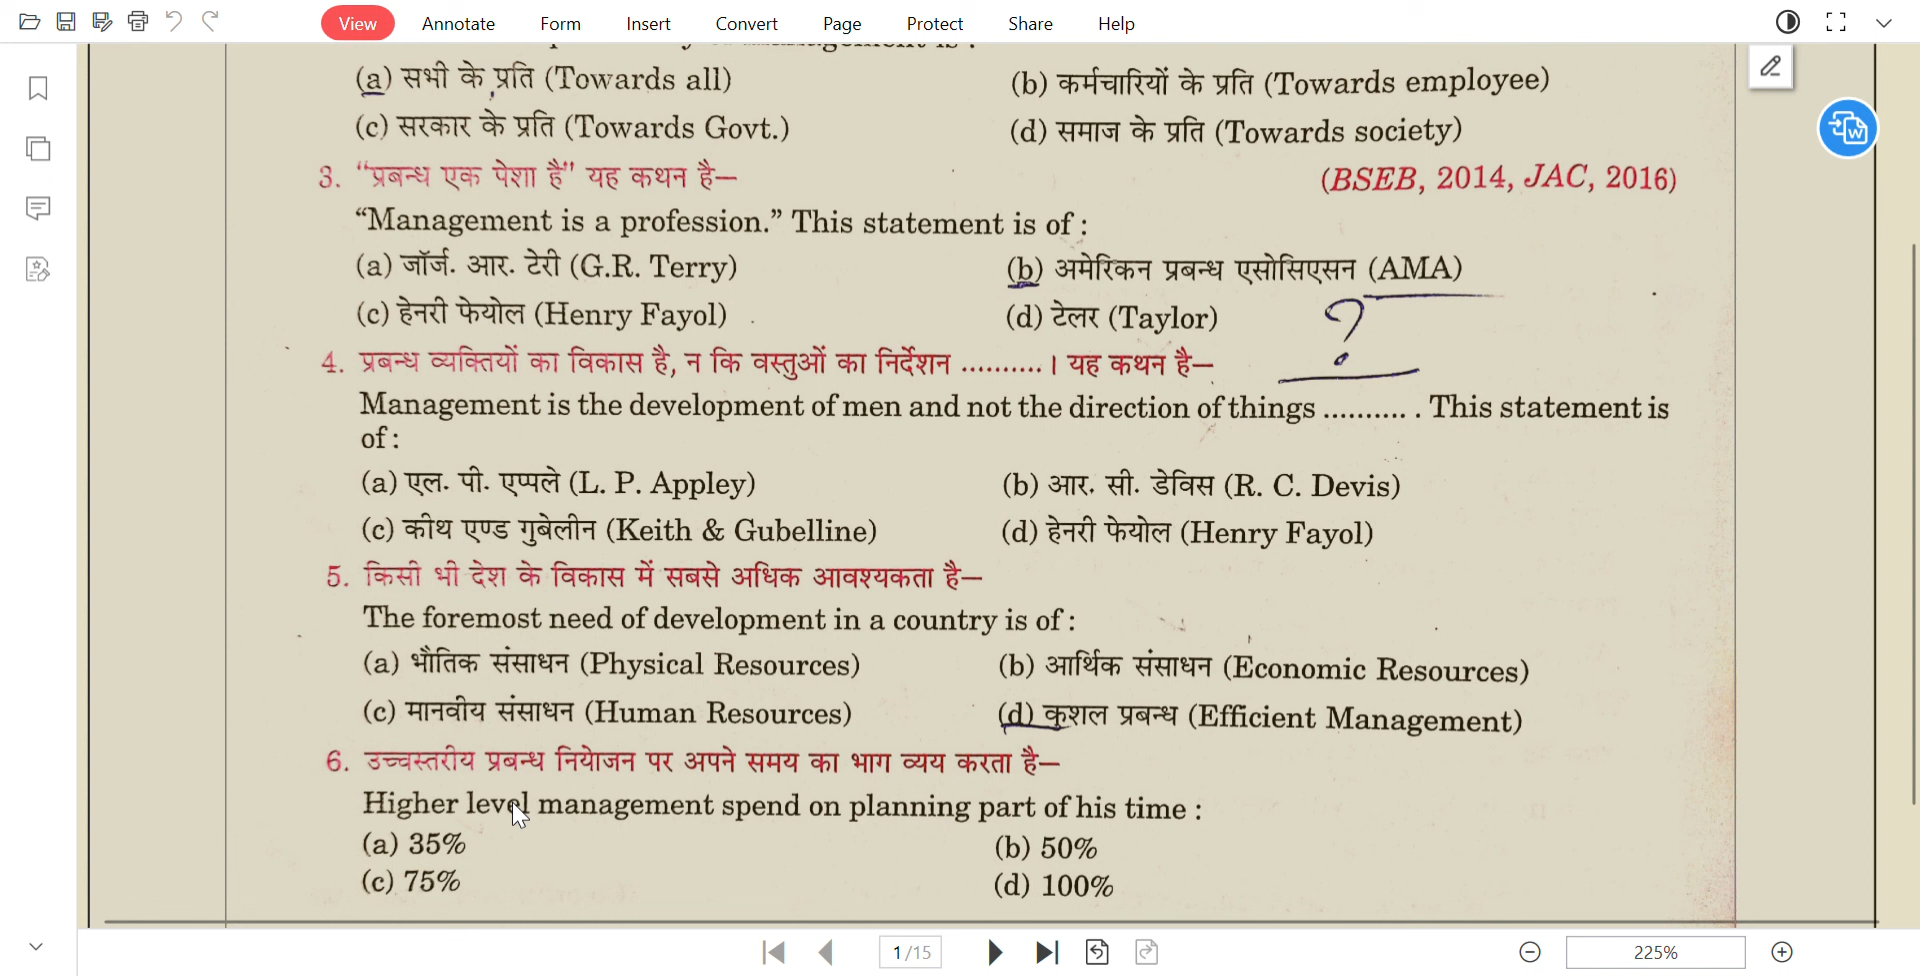 View Annotate Form Insert Convert Page Protect Share Help
(a) सभी के प्रति (Towards all) (b) कर्मचारियों के प्रति (Towards employee)
(c) सरकार के प्रति (Towards Govt.) (d) समाज के प्रति (Towards society)
3. “प्रबन्ध एक पेशा है” यह कथन है— (BSEB, 2014, JAC, 2016)
“Management is a profession.” This statement is of :
(a) जॉर्ज. आर. टेरी (G.R. Terry) (b) अमेरिकन प्रबन्ध एसोसिएसन (AMA)
(c) हेनरी फेयोल (Henry Fayol) (d) टेलर (Taylor) ?
4. प्रबन्ध व्यक्तियों का विकास है, न कि वस्तुओं का निर्देशन .......... । यह कथन है—
Management is the development of men and not the direction of things .......... . This statement is
of :
(a) एल. पी. एप्पले (L. P. Appley) (b) आर. सी. डेविस (R. C. Devis)
(c) कीथ एण्ड गुबेलीन (Keith & Gubelline) (d) हेनरी फेयोल (Henry Fayol)
5. किसी भी देश के विकास में सबसे अधिक आवश्यकता है—
The foremost need of development in a country is of :
(a) भौतिक संसाधन (Physical Resources) (b) आर्थिक संसाधन (Economic Resources)
(c) मानवीय संसाधन (Human Resources) (d) कुशल प्रबन्ध (Efficient Management)
6. उच्चस्तरीय प्रबन्ध नियोजन पर अपने समय का भाग व्यय करता है—
Higher level management spend on planning part of his time :
(a) 35% (b) 50%
(c) 75% (d) 100%
1/15 225%